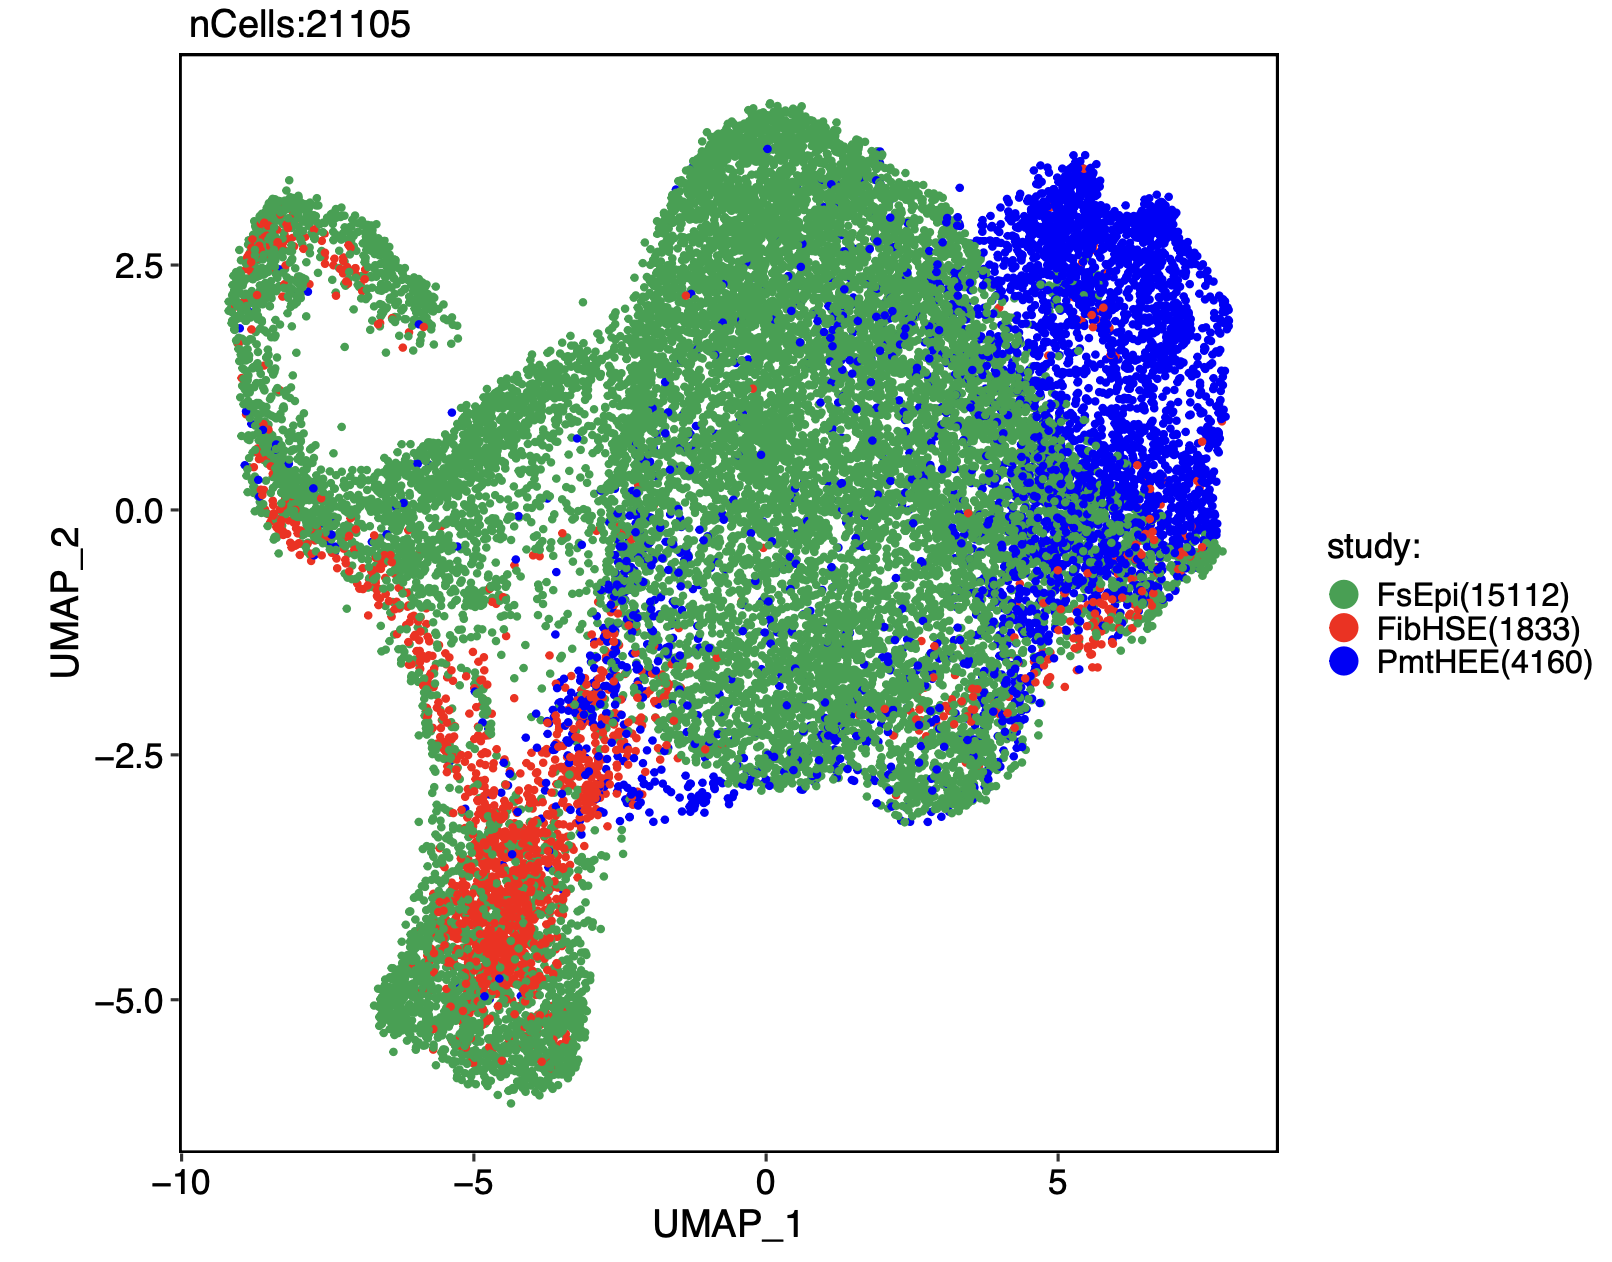 nCells:21105
2.5
0.0
−2.5
−5.0
UMAP_2
−10
−5
0
5
UMAP_1
study:
FsEpi(15112)
FibHSE(1833)
PmtHEE(4160)